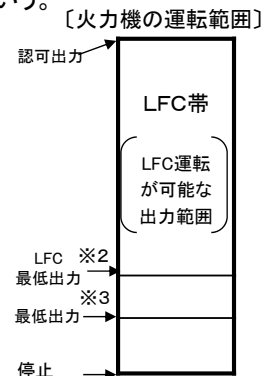 いう。
〔火力機の運転範囲〕
認可出力
LFC帯
LFC運転
が可能な
出力範囲
LFC ※2
最低出力
※3
最低出力
停止